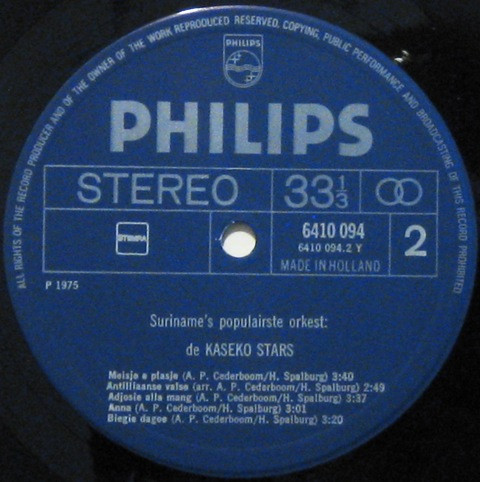 ALL RIGHTS OF THE RECORD PRODUCER AND OF THE OWNER OF THE WORK REPRODUCED RESERVED. COPYING, PUBLIC PERFORMANCE AND BROADCASTING OF THIS RECORD PROHIBITED
PHILIPS
PHILIPS
STEREO 33 1/3
STEMRA 6410 094 2
6410 094.2 Y
MADE IN HOLLAND
P 1975
Suriname's populairste orkest:
de KASEKO STARS
Meisje e plasje (A. P. Cederboom/H. Spalburg) 3:40
Antilliaanse valse (arr. A. P. Cederboom/H. Spalburg) 2:49
Adjosie alla mang (A. P. Cederboom/H. Spalburg) 3:37
Anna (A. P. Cederboom/H. Spalburg) 3:01
Biegie dagoe (A. P. Cederboom/H. Spalburg) 3:20